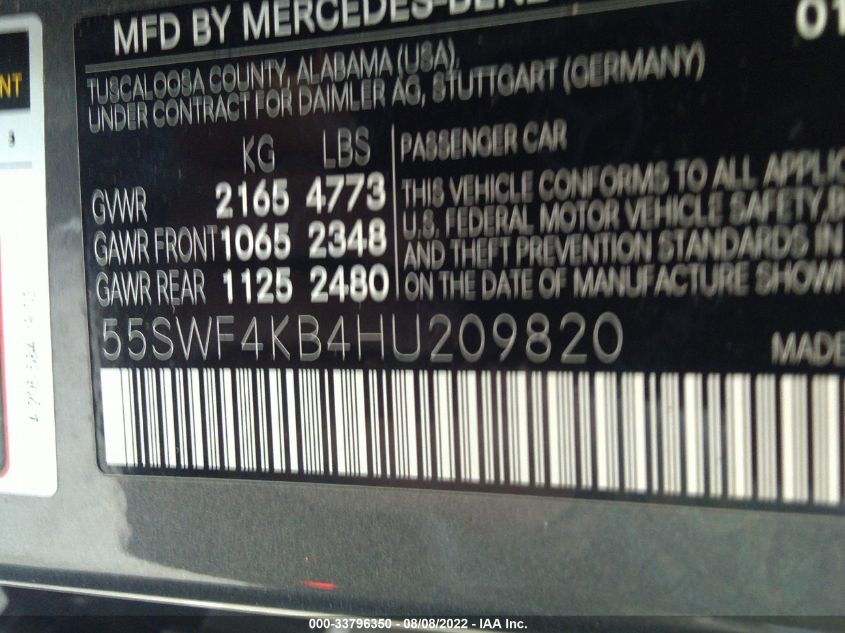 MFD BY MERCEDES-BENZ
01
TUSCALOOSA COUNTY, ALABAMA (USA),
UNDER CONTRACT FOR DAIMLER AG, STUTTGART (GERMANY)
NT
KG LBS
PASSENGER CAR
GVWR 2165 4773
THIS VEHICLE CONFORMS TO ALL APPLIC
GAWR FRONT 1065 2348
U.S. FEDERAL MOTOR VEHICLE SAFETY, B
GAWR REAR 1125 2480
AND THEFT PREVENTION STANDARDS IN
ON THE DATE OF MANUFACTURE SHOWN
55SWF4KB4HU209820
MADE
000-33796350 - 08/08/2022 - IAA Inc.